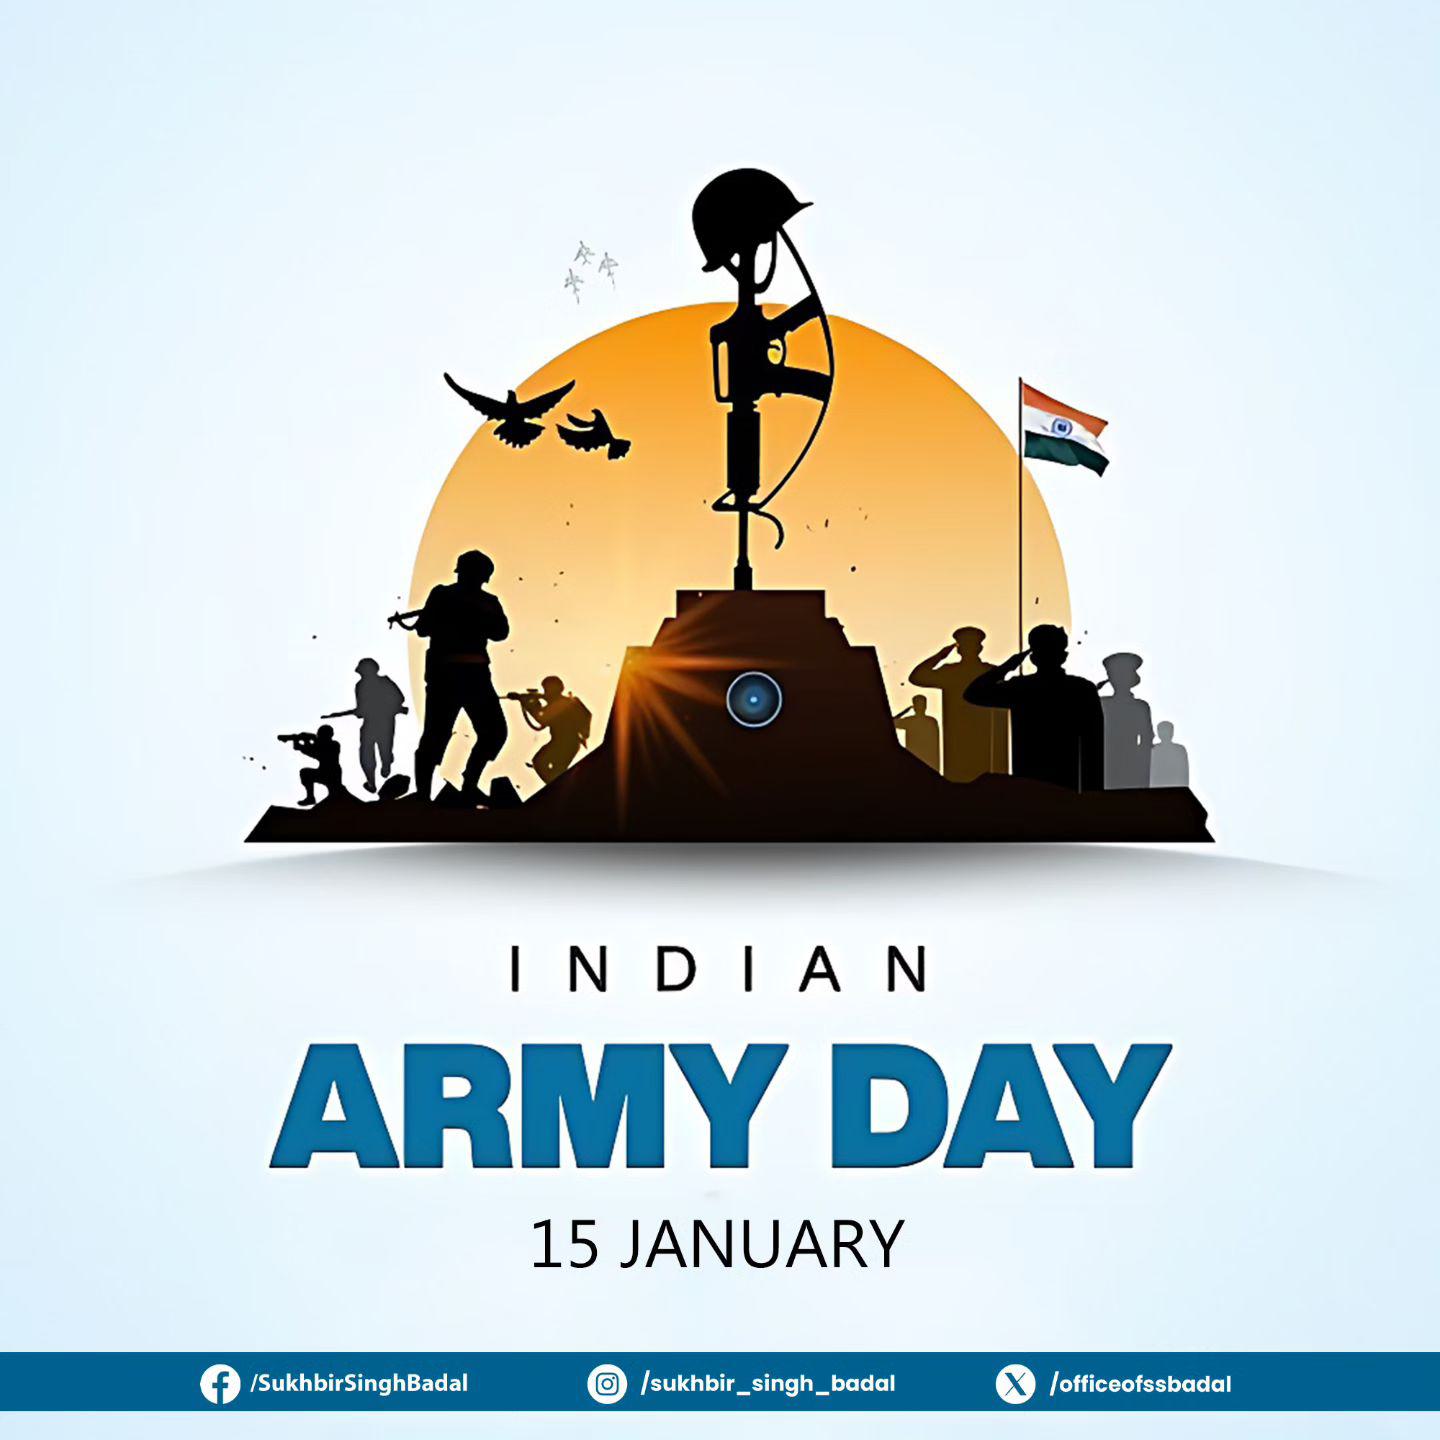 INDIAN
ARMY DAY
15 JANUARY
/SukhbirSinghBadal
/sukhbir_singh_badal
/officeofssbadal